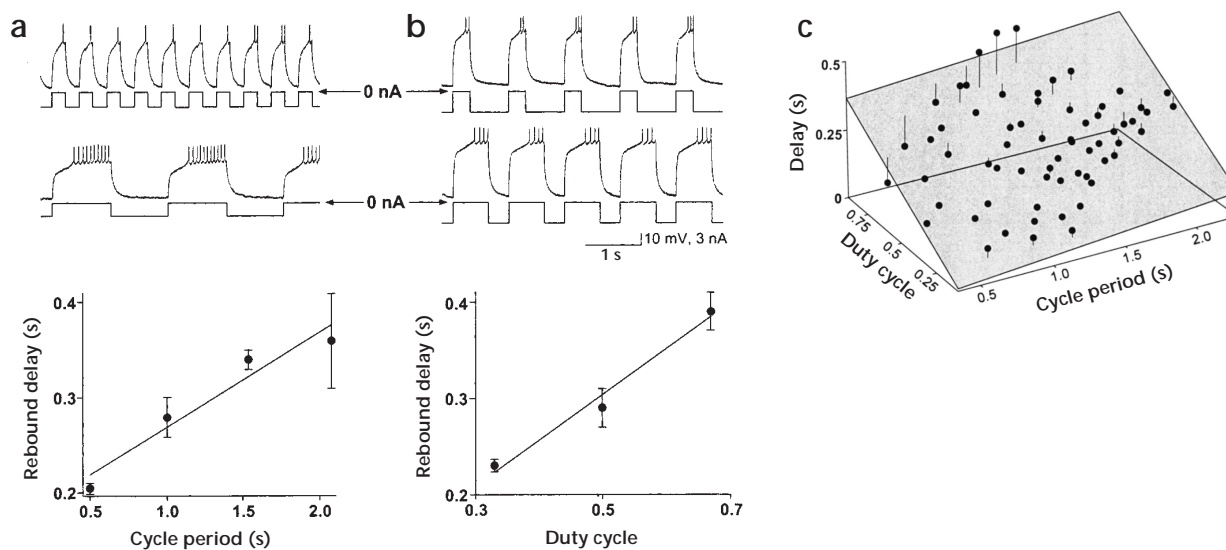 a
b
c
0 nA
0 nA
10 mV, 3 nA
1 s
Rebound delay (s)
0.4
0.3
0.2
0.5
1.0
1.5
2.0
Cycle period (s)
Rebound delay (s)
0.4
0.3
0.2
0.3
0.5
0.7
Duty cycle
Delay (s)
0.5
0.25
0
0.75
0.5
0.25
Duty cycle
0.5
1.0
1.5
2.0
Cycle period (s)